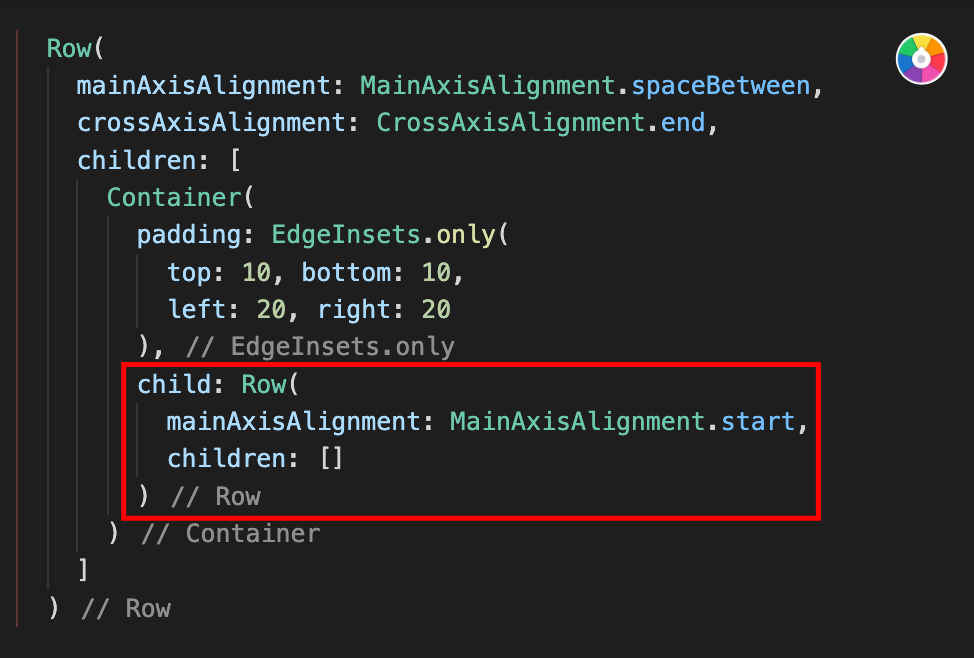 Row(
mainAxisAlignment: MainAxisAlignment.spaceBetween,
crossAxisAlignment: CrossAxisAlignment.end,
children: [
Container(
padding: EdgeInsets.only(
top: 10, bottom: 10,
left: 20, right: 20
), // EdgeInsets.only
child: Row(
mainAxisAlignment: MainAxisAlignment.start,
children: []
) // Row
) // Container
]
) // Row